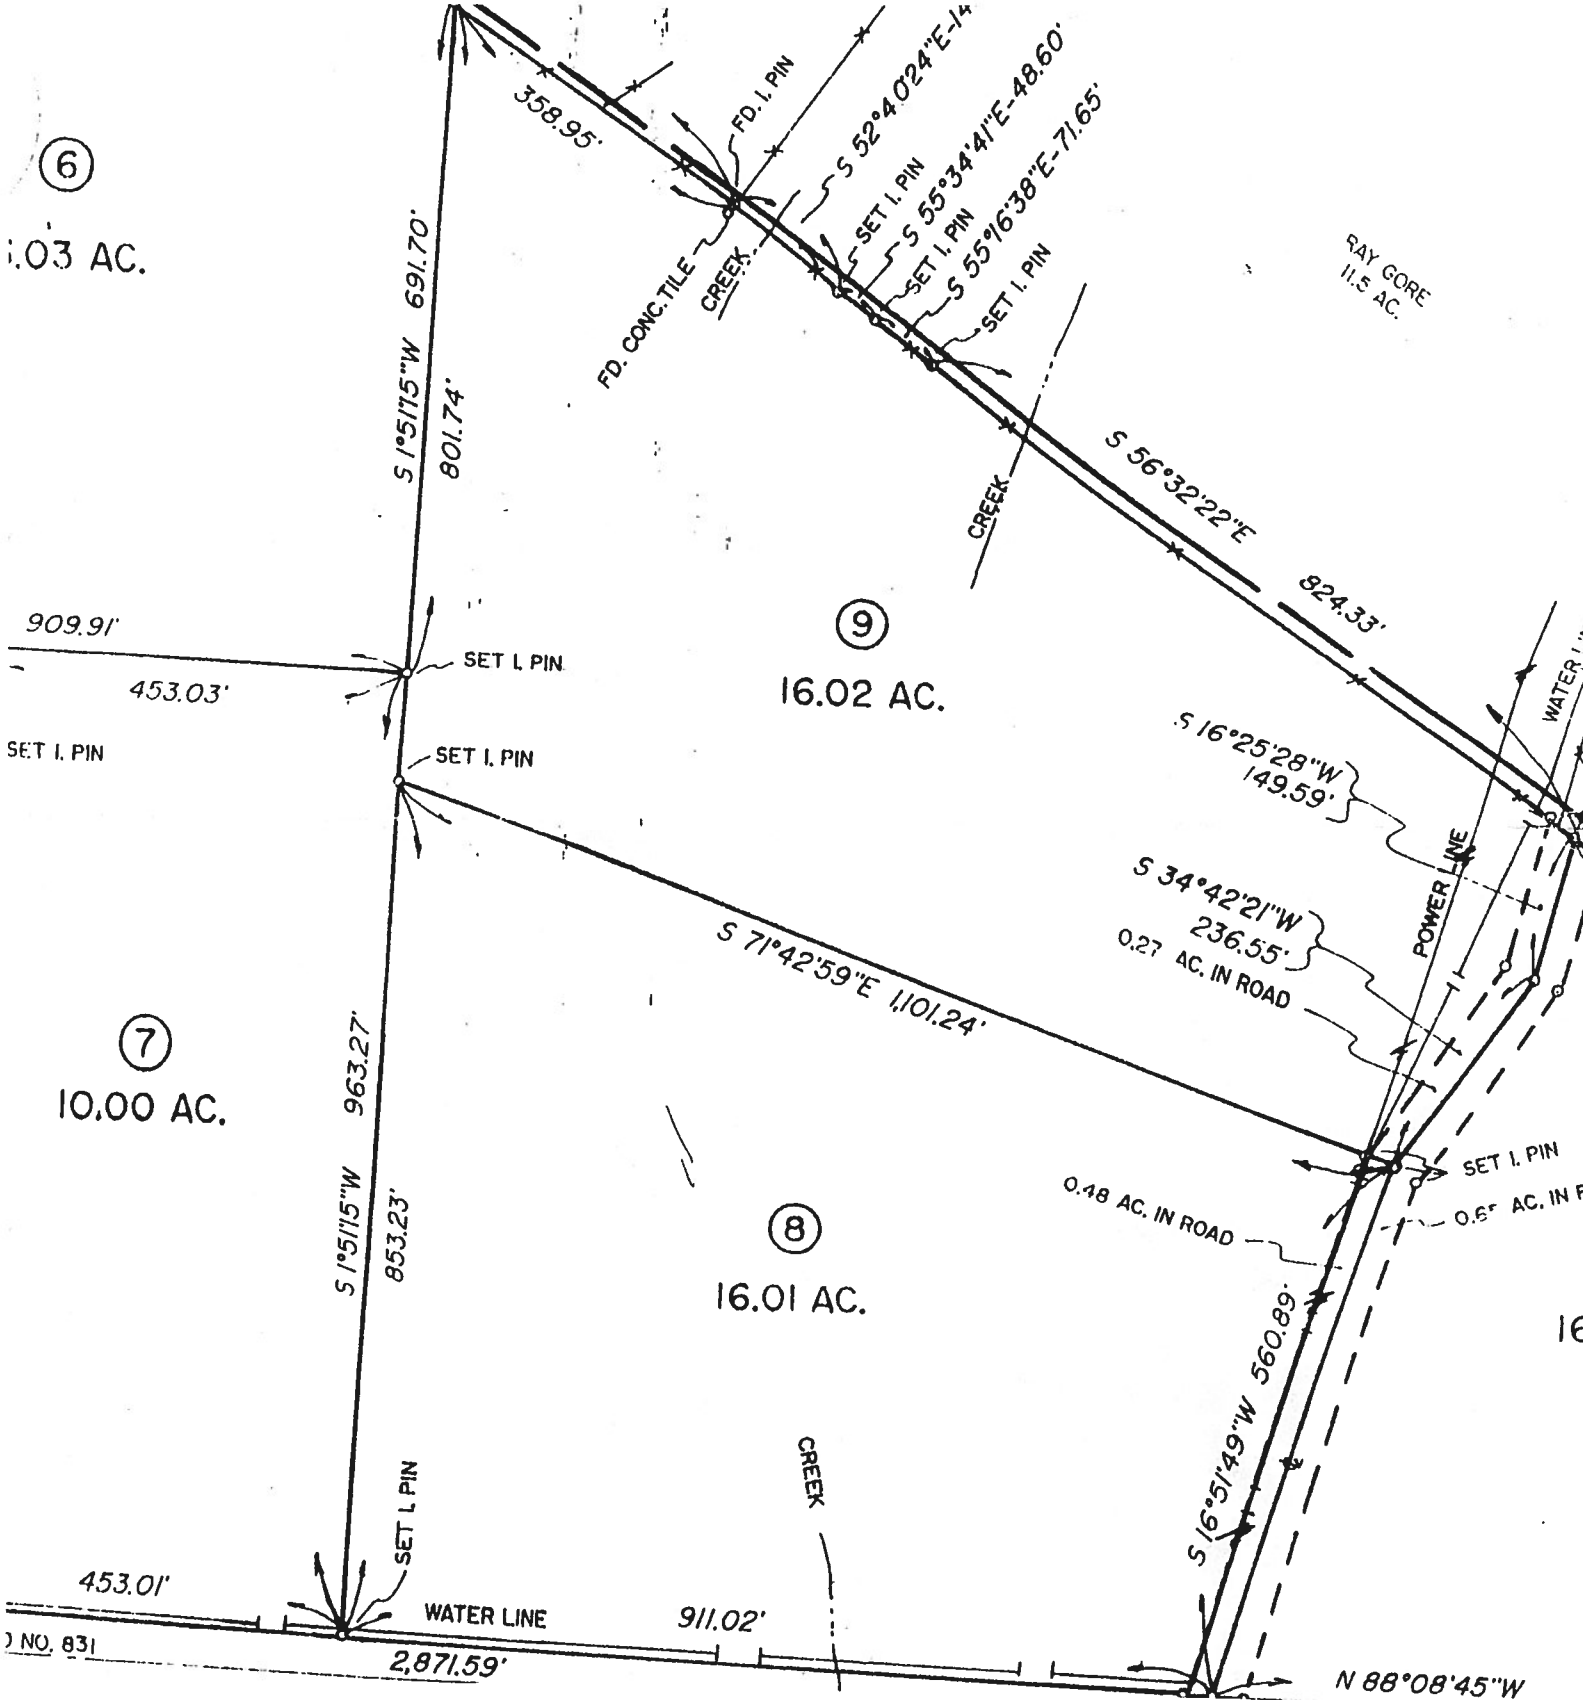 358.95'
FD. I. PIN
S 52°40'24"E-14
S 55°34'41"E-48.60'
S 55°16'38"E-71.65'
SET I. PIN
SET I. PIN
SET I. PIN
6
.03 AC.
S 1°51'15"W 691.70'
801.74'
FD. CONC. TILE
CREEK
RAY GORE
11.5 AC.
CREEK
S 56°32'22"E
824.33'
909.91'
453.03'
SET I. PIN
SET I. PIN
SET I. PIN
9
16.02 AC.
WATER
S 16°25'28"W
149.59'
POWER LINE
S 34°42'21"W
236.55'
0.27 AC. IN ROAD
S 71°42'59"E 1,101.24'
7
10.00 AC.
S 1°51'15"W 963.27'
853.23'
8
16.01 AC.
0.48 AC. IN ROAD
SET I. PIN
AC. IN
16
S 16°51'49"W 560.89'
CREEK
SET I. PIN
453.01'
WATER LINE
911.02'
NO. 831
2,871.59'
N 88°08'45"W